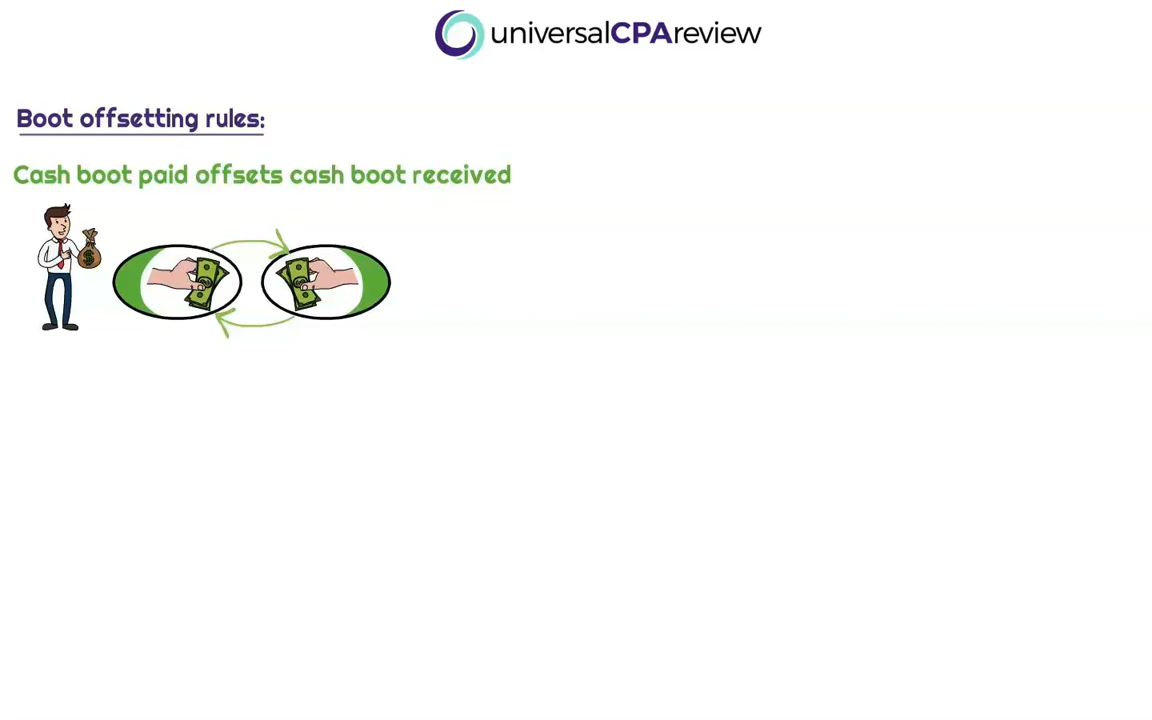 universalCPAreview
Boot offsetting rules:
Cash boot paid offsets cash boot received